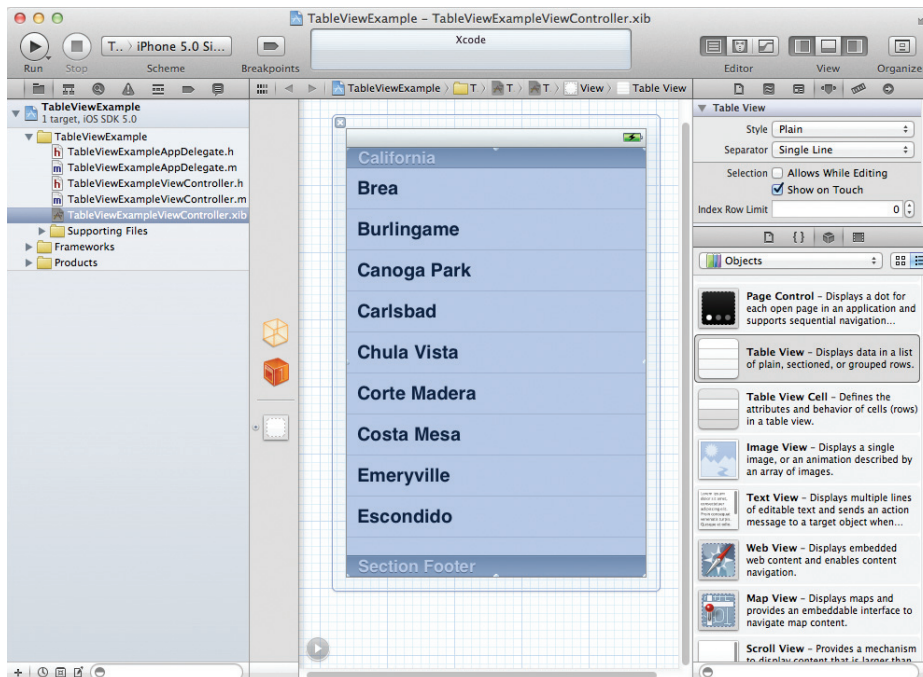 TableViewExample – TableViewExampleViewController.xib
T.. › iPhone 5.0 Si...
Xcode
Run
Stop
Scheme
Breakpoints
Editor
View
Organize
TableViewExample › T › T › T › View › Table View
TableViewExample
1 target, iOS SDK 5.0
TableViewExample
h TableViewExampleAppDelegate.h
m TableViewExampleAppDelegate.m
h TableViewExampleViewController.h
m TableViewExampleViewController.m
TableViewExampleViewController.xib
Supporting Files
Frameworks
Products
California
Brea
Burlingame
Canoga Park
Carlsbad
Chula Vista
Corte Madera
Costa Mesa
Emeryville
Escondido
Section Footer
Table View
Style Plain
Separator Single Line
Selection Allows While Editing
Show on Touch
Index Row Limit 0
{ }
Objects
Page Control – Displays a dot for
each open page in an application and
supports sequential navigation...
Table View – Displays data in a list
of plain, sectioned, or grouped rows.
Table View Cell – Defines the
attributes and behavior of cells (rows)
in a table view.
Image View – Displays a single
image, or an animation described by
an array of images.
Text View – Displays multiple lines
of editable text and sends an action
message to a target object when...
Web View – Displays embedded
web content and enables content
navigation.
Map View – Displays maps and
provides an embeddable interface to
navigate map content.
Scroll View – Provides a mechanism
to display content that is larger than